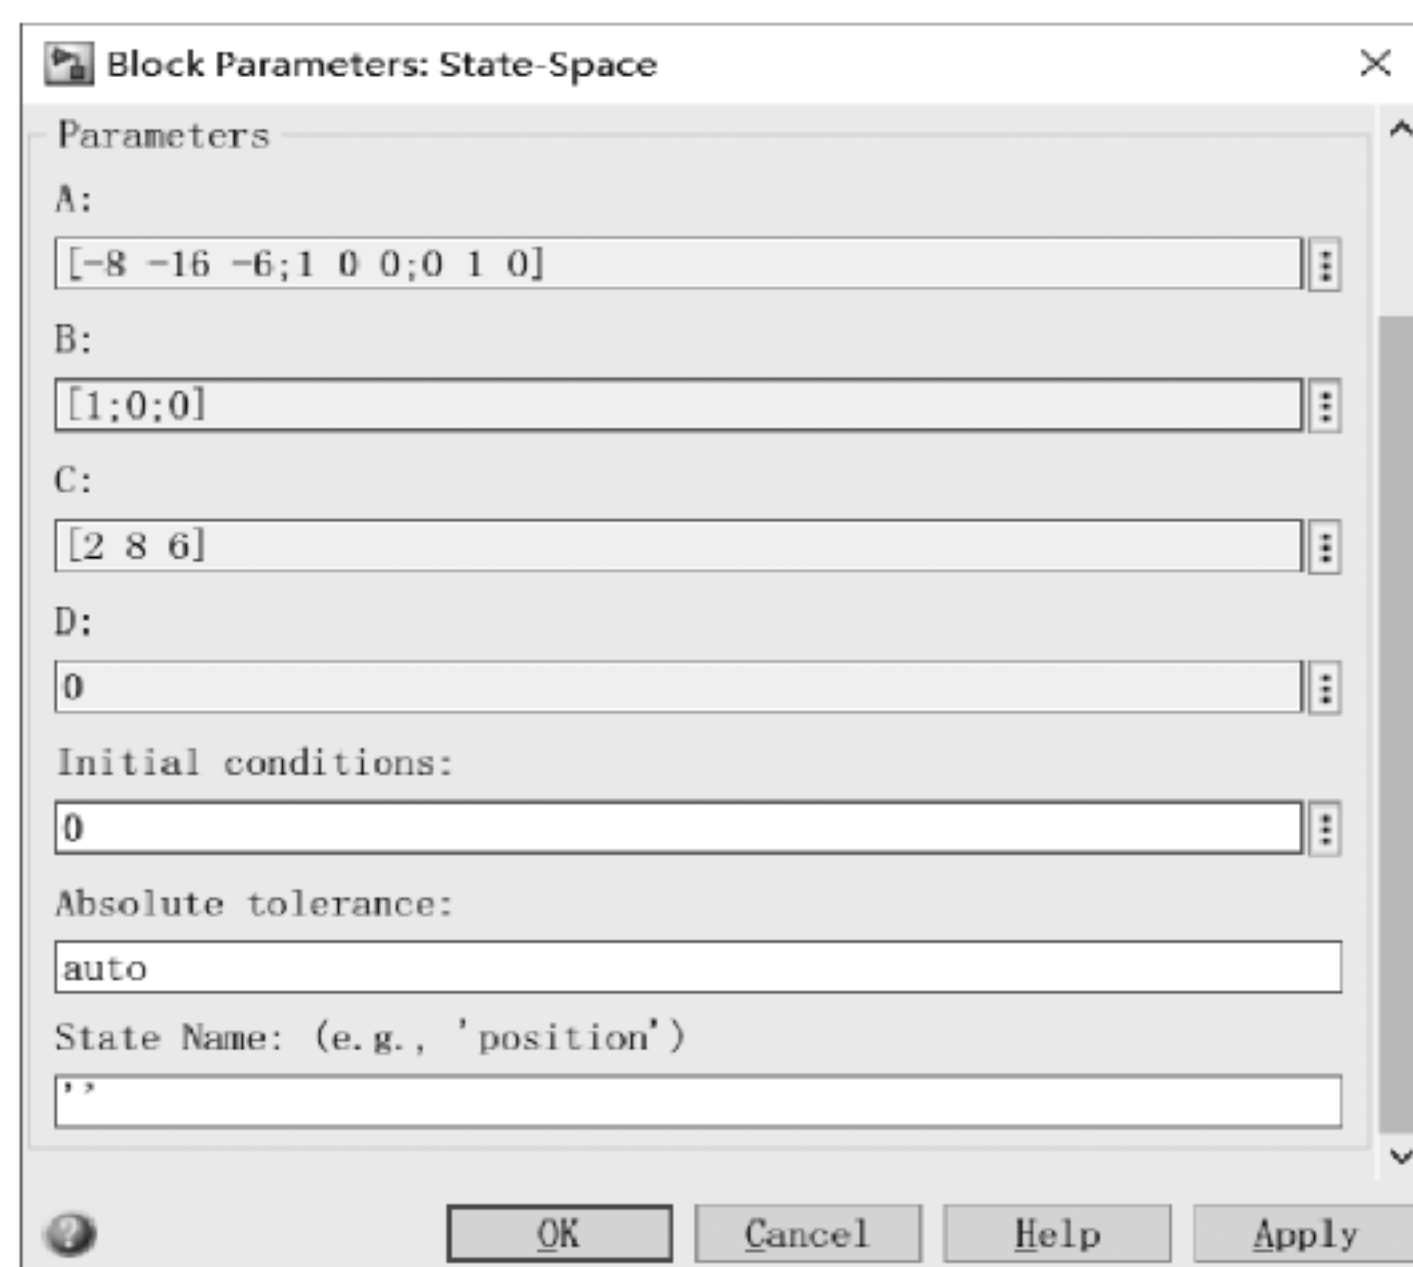 Block Parameters: State-Space
Parameters
A:
[-8 -16 -6;1 0 0;0 1 0]
B:
[1;0;0]
C:
[2 8 6]
D:
0
Initial conditions:
0
Absolute tolerance:
auto
State Name: (e.g., 'position')
''
OK Cancel Help Apply